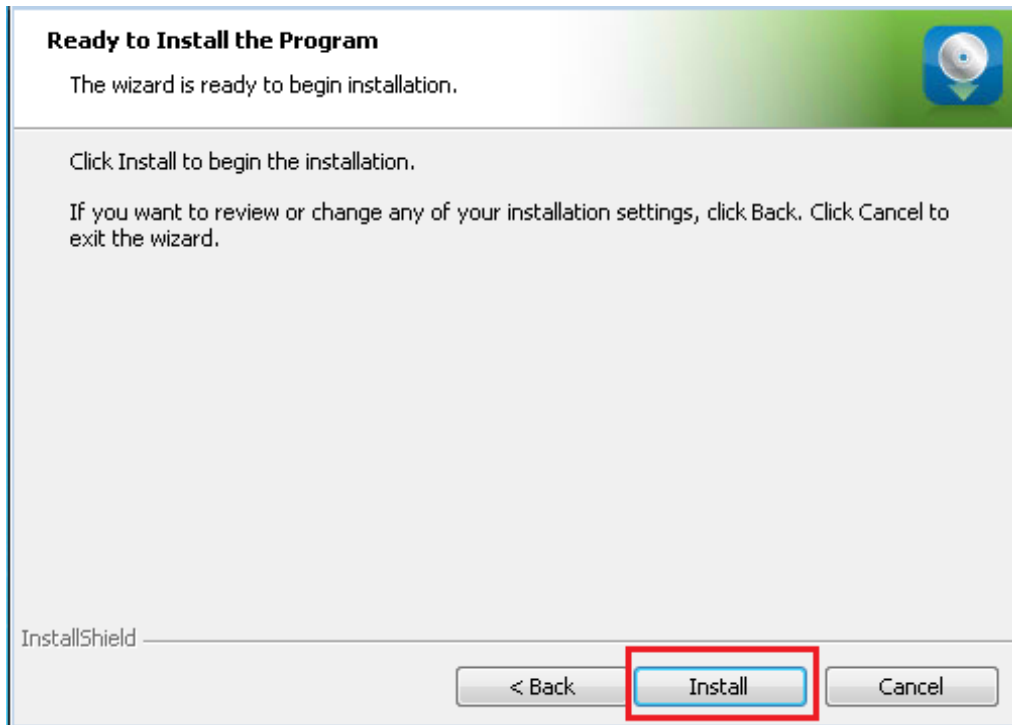 Ready to Install the Program
The wizard is ready to begin installation.
Click Install to begin the installation.
If you want to review or change any of your installation settings, click Back. Click Cancel to
exit the wizard.
InstallShield
< Back
Install
Cancel